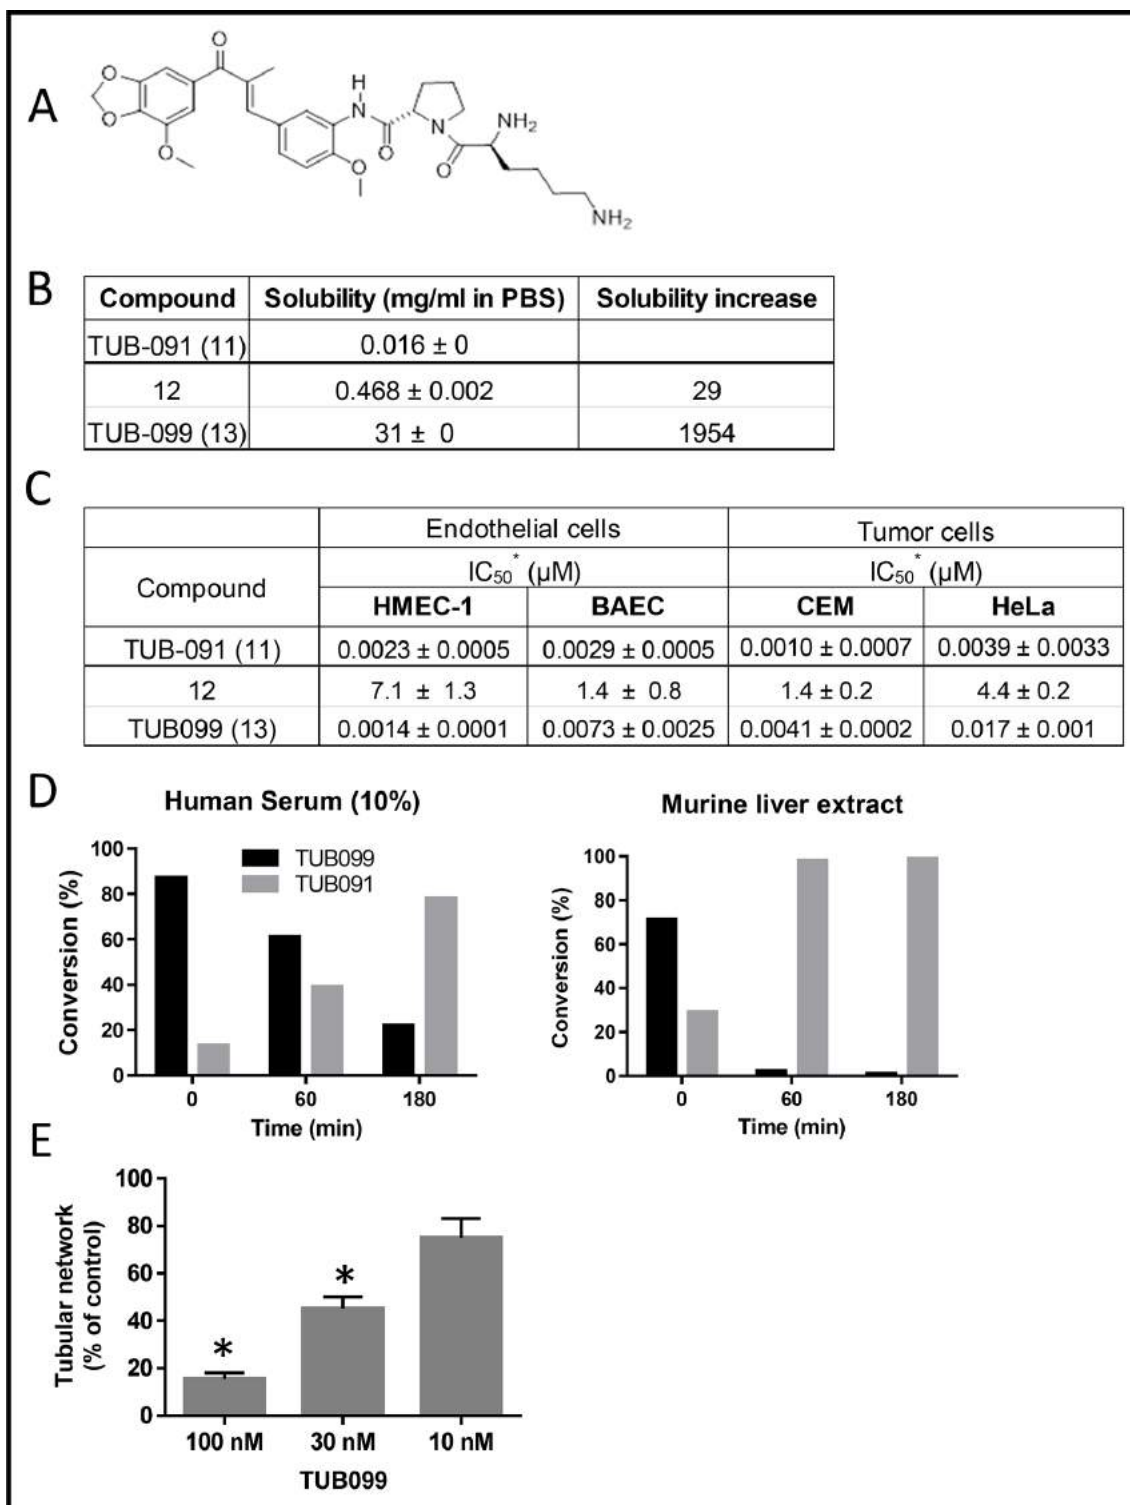 A
O
O
O
O
H
N
O
O
N
O
NH2
NH2
B
Compound Solubility (mg/ml in PBS) Solubility increase
TUB-091 (11) 0.016 ± 0
12 0.468 ± 0.002 29
TUB-099 (13) 31 ± 0 1954
C
Endothelial cells Tumor cells
Compound IC50* (µM) IC50* (µM)
HMEC-1 BAEC CEM HeLa
TUB-091 (11) 0.0023 ± 0.0005 0.0029 ± 0.0005 0.0010 ± 0.0007 0.0039 ± 0.0033
12 7.1 ± 1.3 1.4 ± 0.8 1.4 ± 0.2 4.4 ± 0.2
TUB099 (13) 0.0014 ± 0.0001 0.0073 ± 0.0025 0.0041 ± 0.0002 0.017 ± 0.001
D
Human Serum (10%)
Conversion (%)
100
80
60
40
20
0
TUB099
TUB091
0 60 180
Time (min)
Murine liver extract
Conversion (%)
100
80
60
40
20
0
0 60 180
Time (min)
E
Tubular network
(% of control)
100
80
60
40
20
0
* *
100 nM 30 nM 10 nM
TUB099